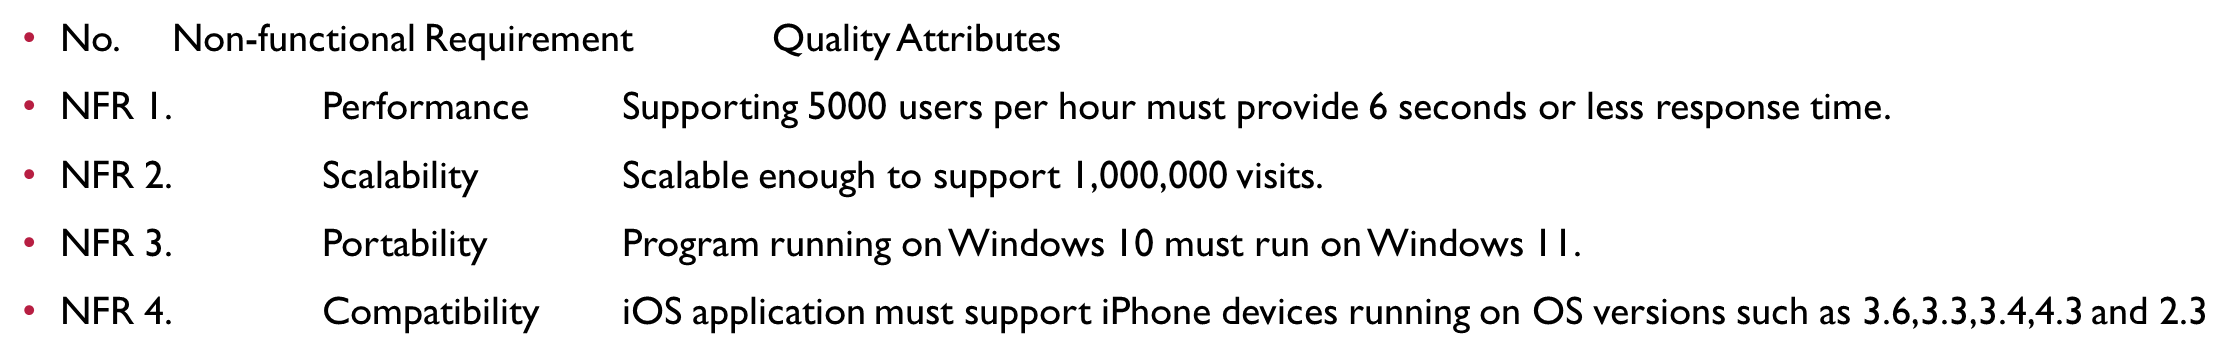 • No. Non-functional Requirement Quality Attributes
• NFR 1. Performance Supporting 5000 users per hour must provide 6 seconds or less response time.
• NFR 2. Scalability Scalable enough to support 1,000,000 visits.
• NFR 3. Portability Program running on Windows 10 must run on Windows 11.
• NFR 4. Compatibility iOS application must support iPhone devices running on OS versions such as 3.6,3.3,3.4,4.3 and 2.3